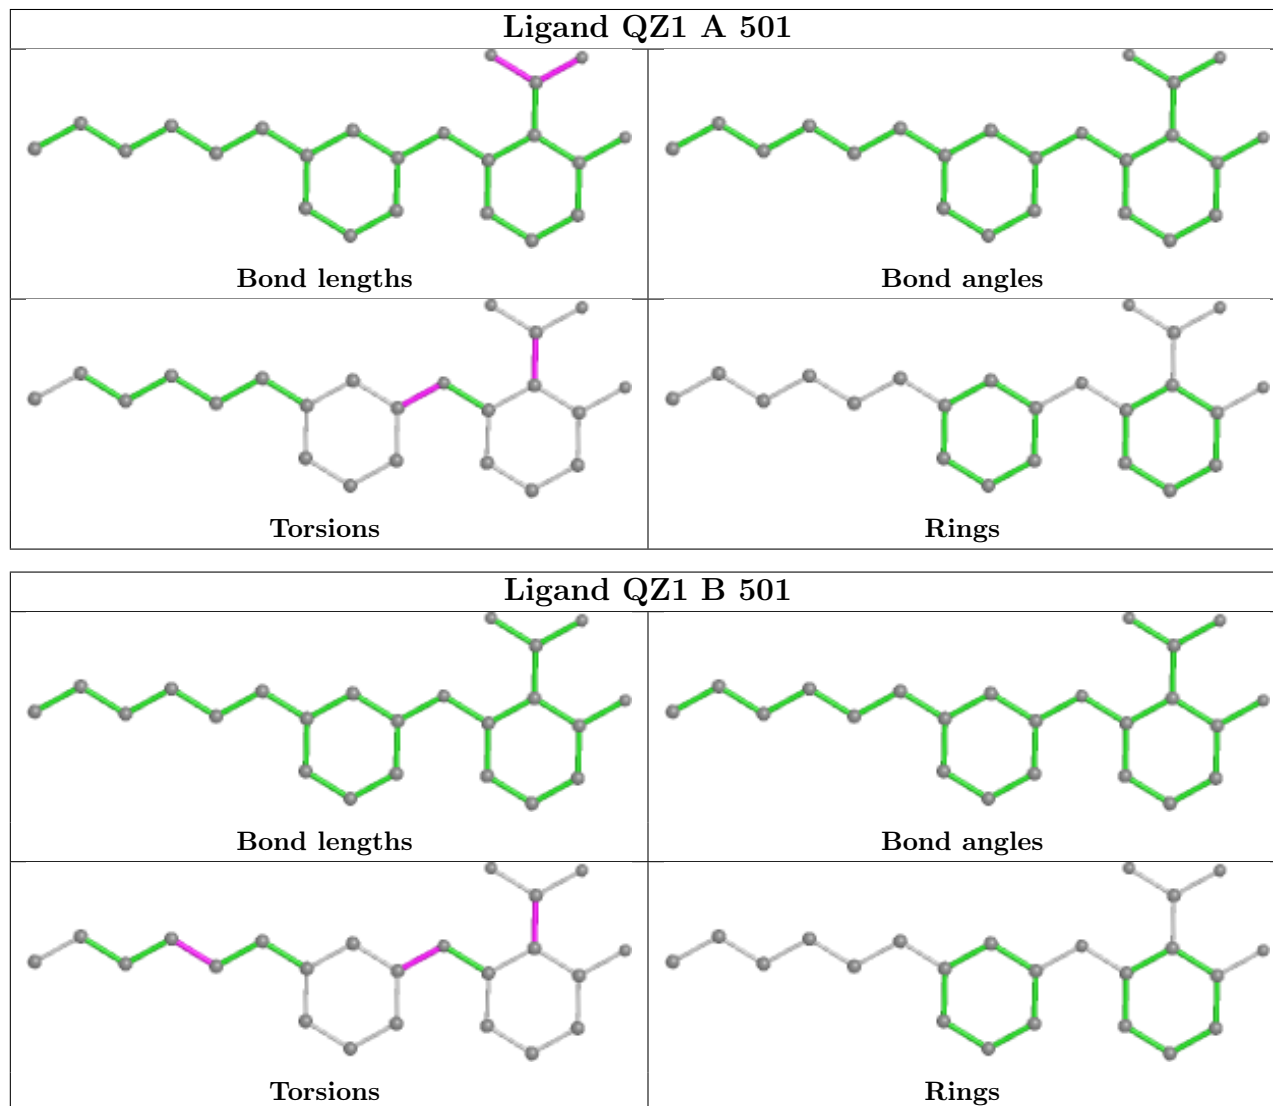 Ligand QZ1 A 501
Bond lengths
Bond angles
Torsions
Rings
Ligand QZ1 B 501
Bond lengths
Bond angles
Torsions
Rings